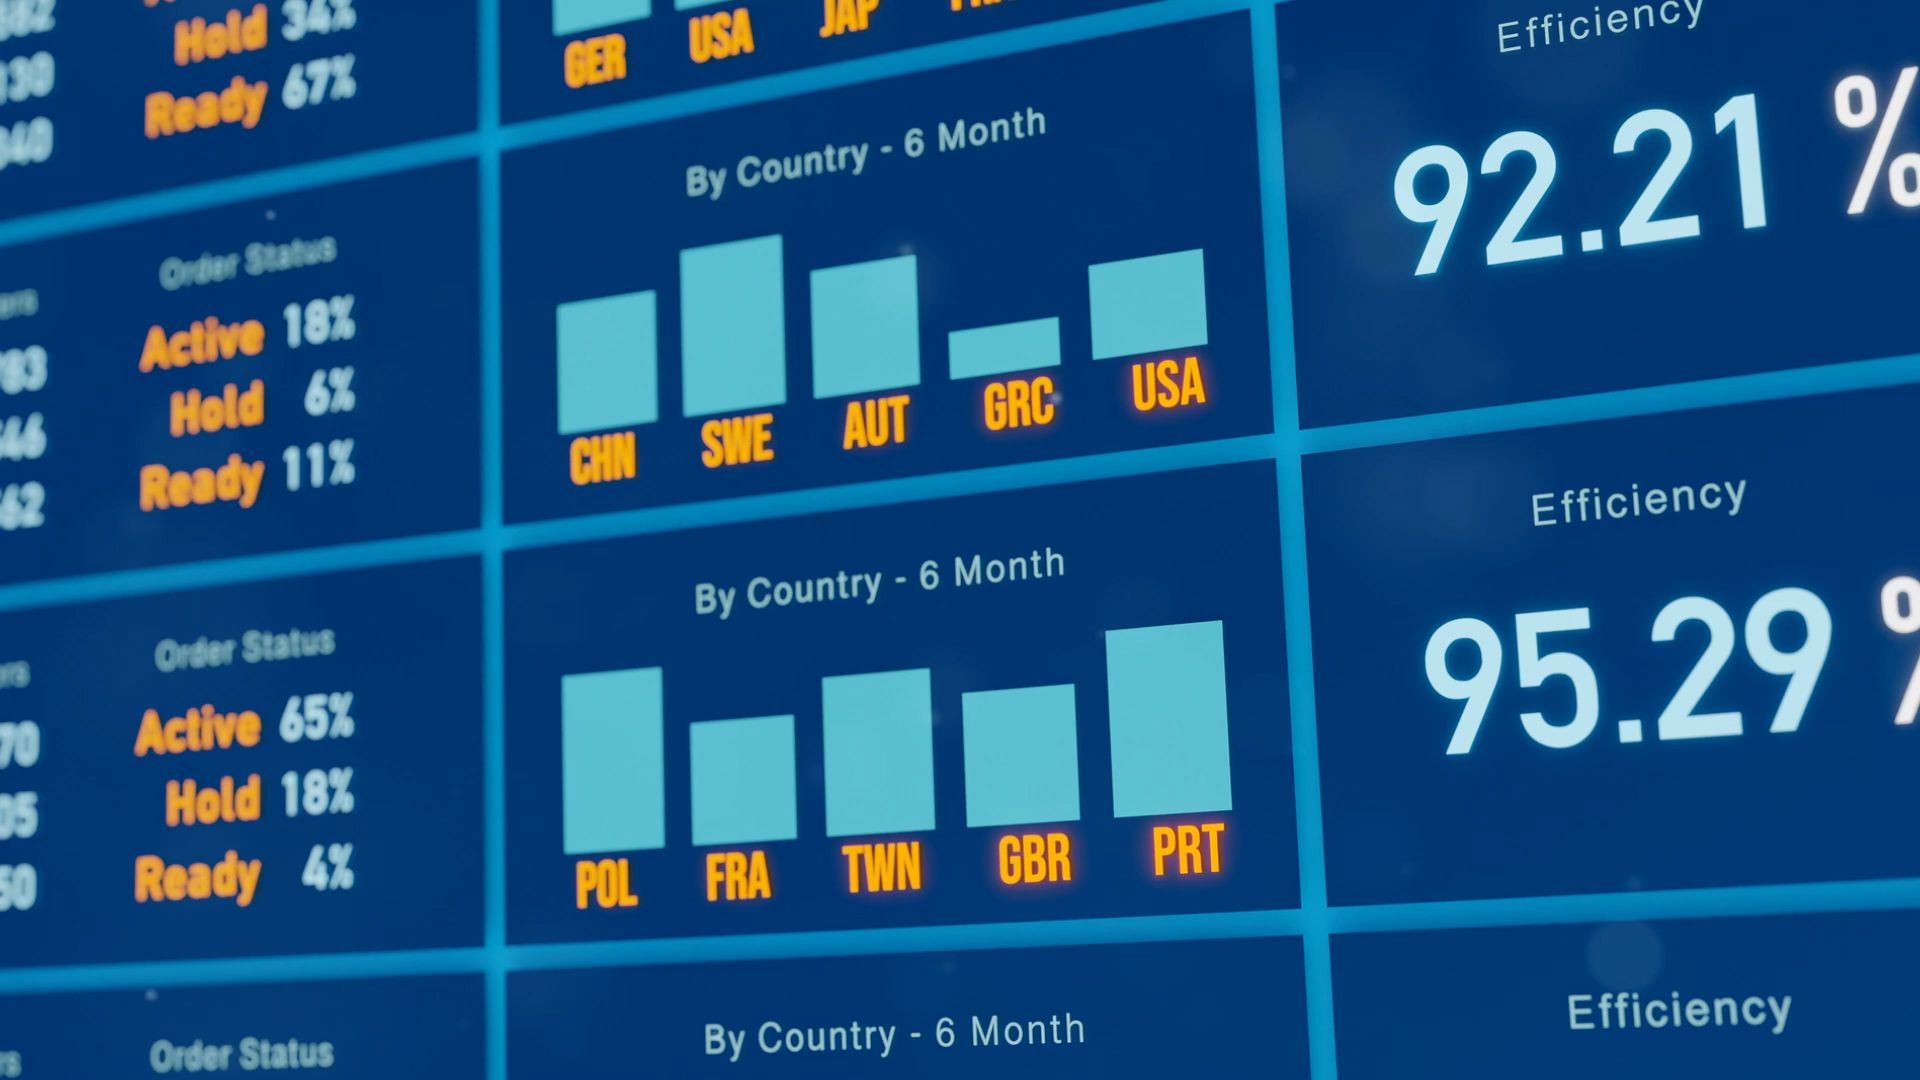 Hold 34%
Ready 67%
GER USA JAP
Efficiency
92.21 %
By Country - 6 Month
CHN SWE AUT GRC USA
Order Status
Active 18%
Hold 6%
Ready 11%
Efficiency
95.29 %
By Country - 6 Month
POL FRA TWN GBR PRT
Order Status
Active 65%
Hold 18%
Ready 4%
Order Status
By Country - 6 Month
Efficiency